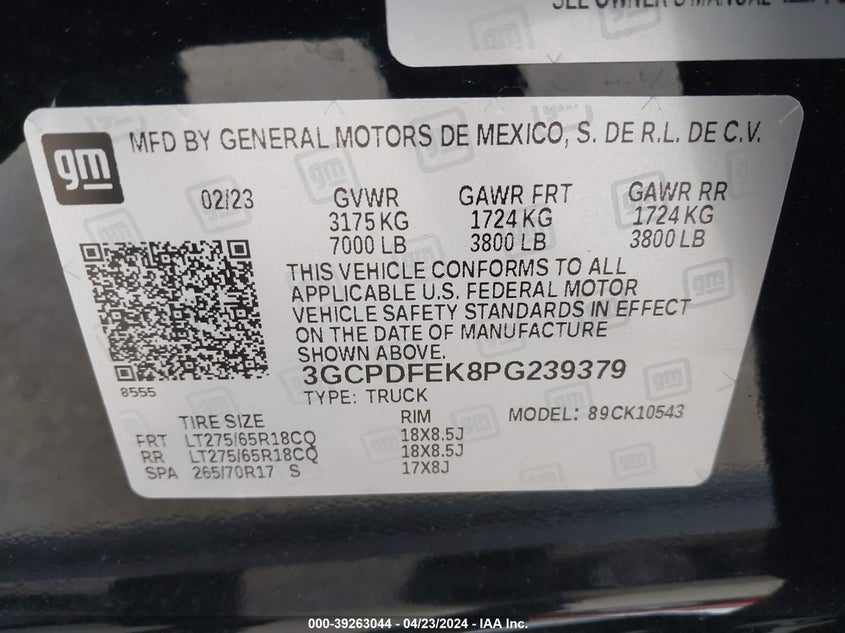 SEE OWNER'S MANUAL
gm
MFD BY GENERAL MOTORS DE MEXICO, S. DE R.L. DE C.V.
02/23 GVWR GAWR FRT GAWR RR
3175 KG 1724 KG 1724 KG
7000 LB 3800 LB 3800 LB
THIS VEHICLE CONFORMS TO ALL
APPLICABLE U.S. FEDERAL MOTOR
VEHICLE SAFETY STANDARDS IN EFFECT
ON THE DATE OF MANUFACTURE
SHOWN ABOVE.
8555
3GCPDFEK8PG239379
TYPE: TRUCK
TIRE SIZE RIM MODEL: 89CK10543
FRT LT275/65R18CQ 18X8.5J
RR LT275/65R18CQ 18X8.5J
SPA 265/70R17 S 17X8J
000-39263044 - 04/23/2024 - IAA Inc.